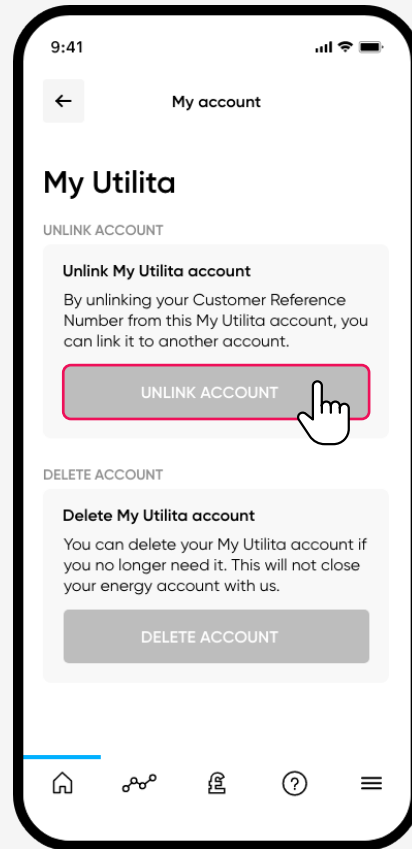 9:41
My account
My Utilita
UNLINK ACCOUNT
Unlink My Utilita account
By unlinking your Customer Reference
Number from this My Utilita account, you
can link it to another account.
UNLINK ACCOUNT
DELETE ACCOUNT
Delete My Utilita account
You can delete your My Utilita account if
you no longer need it. This will not close
your energy account with us.
DELETE ACCOUNT